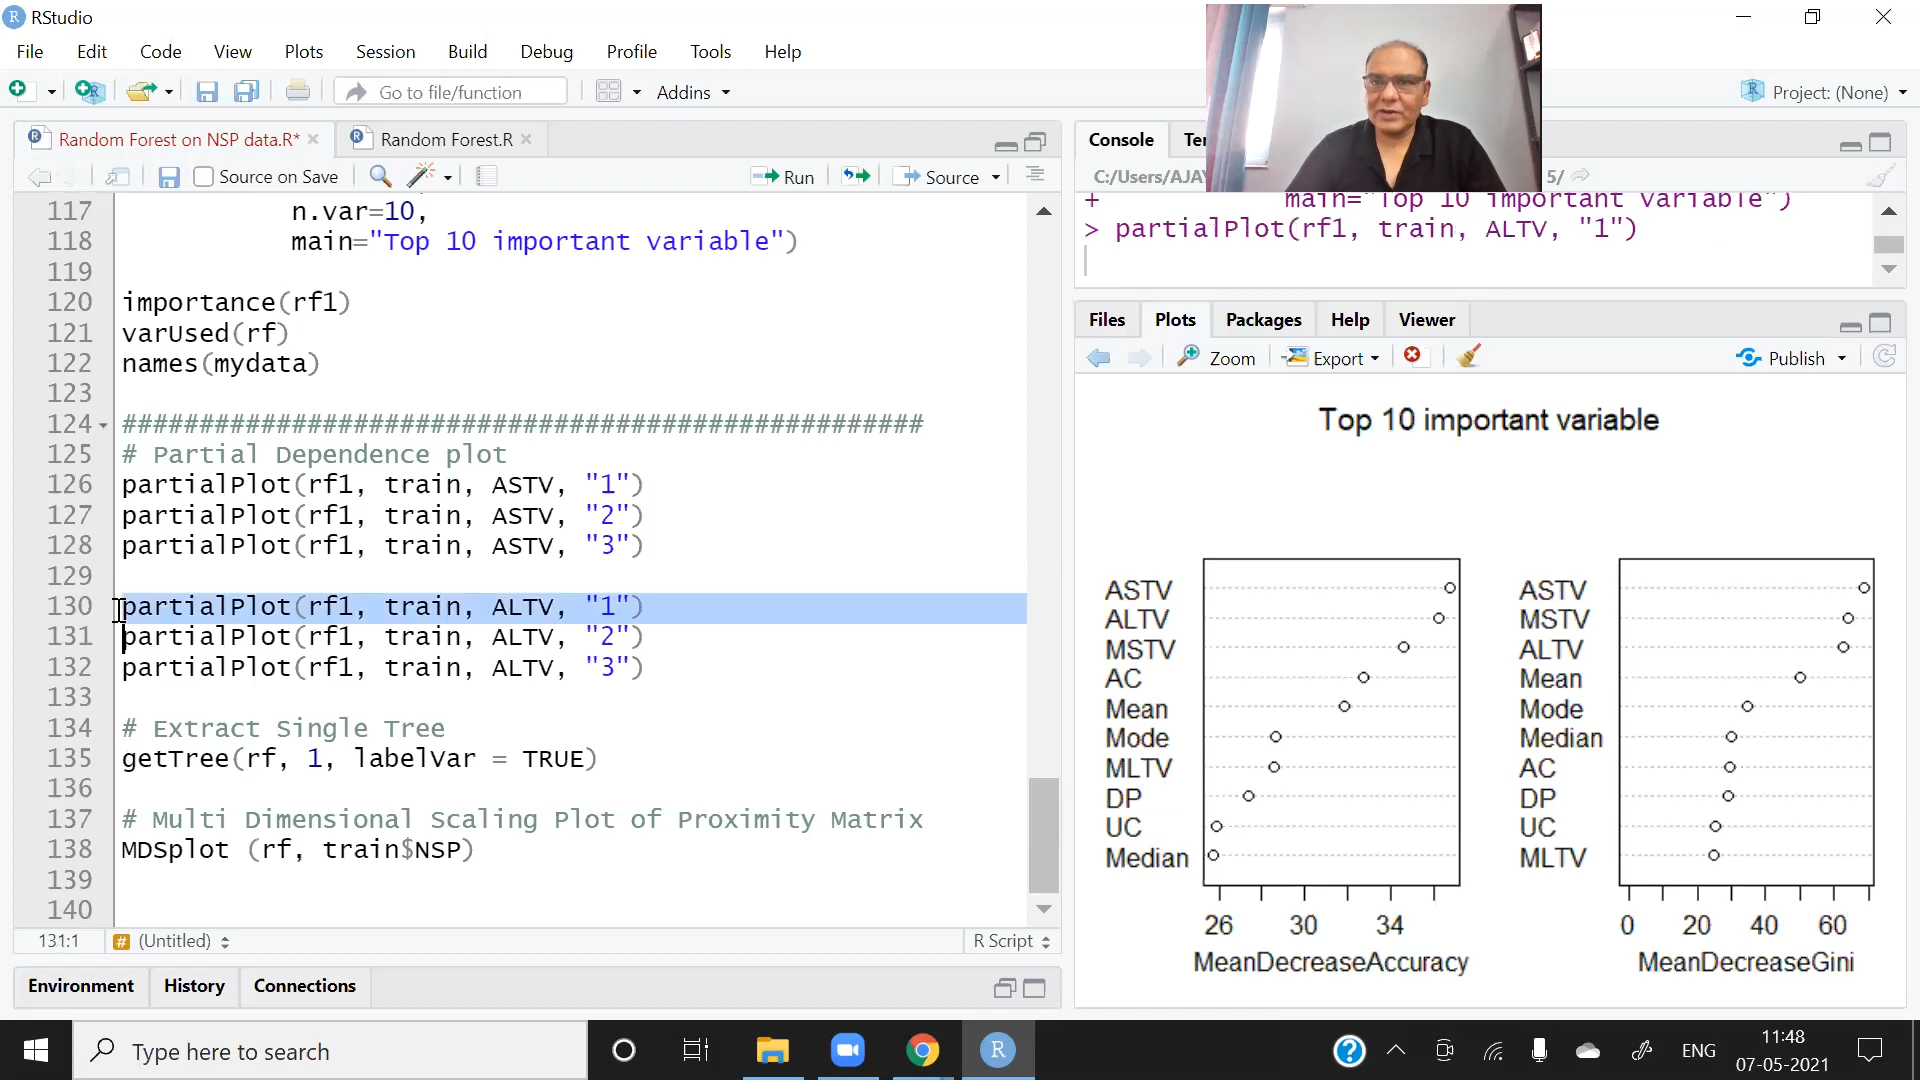 RStudio
File Edit Code View Plots Session Build Debug Profile Tools Help
Go to file/function Addins Project: (None)
Random Forest on NSP data.R* Random Forest.R
Source on Save Run Source
117 n.var=10,
118 main="Top 10 important variable")
119
120 importance(rf1)
121 varUsed(rf)
122 names(mydata)
123
124 ####################################################
125 # Partial Dependence plot
126 partialPlot(rf1, train, ASTV, "1")
127 partialPlot(rf1, train, ASTV, "2")
128 partialPlot(rf1, train, ASTV, "3")
129
130 partialPlot(rf1, train, ALTV, "1")
131 partialPlot(rf1, train, ALTV, "2")
132 partialPlot(rf1, train, ALTV, "3")
133
134 # Extract Single Tree
135 getTree(rf, 1, labelVar = TRUE)
136
137 # Multi Dimensional Scaling Plot of Proximity Matrix
138 MDSplot (rf, train$NSP)
139
140
131:1 # (Untitled) R Script
Environment History Connections
Console Ter
C:/Users/AJA 5/
+ main="Top 10 important variable")
> partialPlot(rf1, train, ALTV, "1")
Files Plots Packages Help Viewer
Zoom Export Publish
Top 10 important variable
ASTV
ALTV
MSTV
AC
Mean
Mode
MLTV
DP
UC
Median
26 30 34
MeanDecreaseAccuracy
ASTV
MSTV
ALTV
Mean
Mode
Median
AC
DP
UC
MLTV
0 20 40 60
MeanDecreaseGini
Type here to search
R
ENG
11:48
07-05-2021